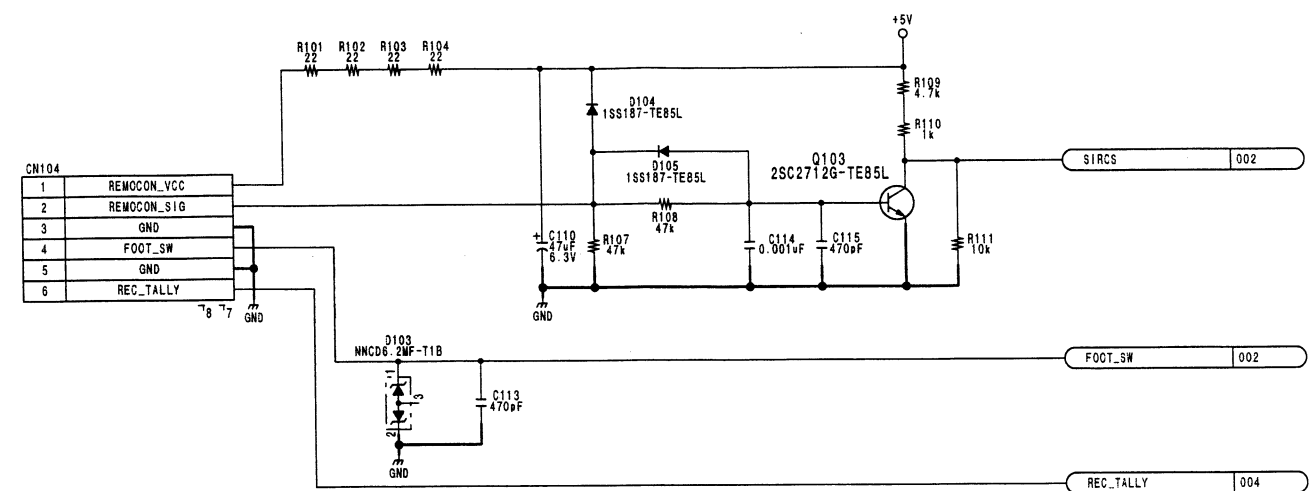 +5V
R101 R102 R103 R104
22 22 22 22
R109
4.7k
D104
1SS187-TE85L
R110
1k
Q103
2SC2712G-TE85L
SIRCS 002
D105
1SS187-TE85L
CN104
1 REMOCON_VCC
2 REMOCON_SIG
3 GND
4 FOOT_SW
5 GND
6 REC_TALLY
7 8 7 7
GND
R108
47k
C110
+ 47uF
6.3V
R107
47k
C114
0.001uF
C115
470pF
R111
10k
GND
D103
NNCD6.2MF-T1B
FOOT_SW 002
1
3
2
C113
470pF
GND
REC_TALLY 004